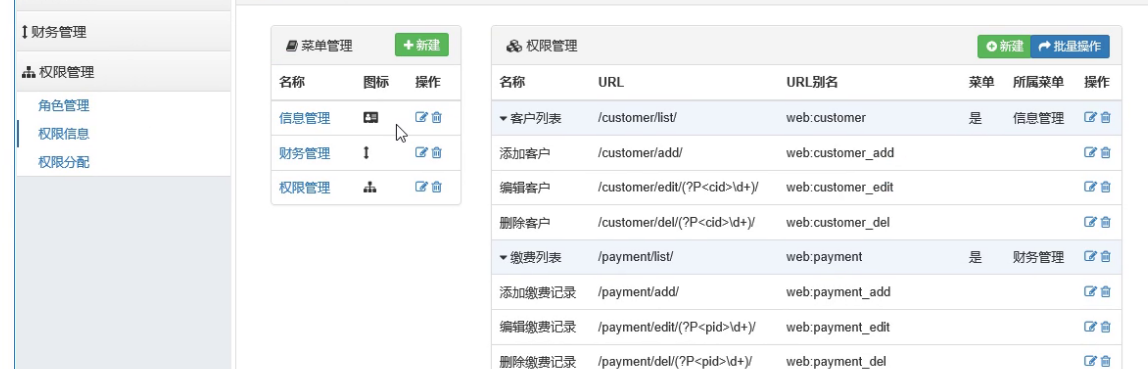 财务管理
权限管理
角色管理
权限信息
权限分配
菜单管理 新建
名称 图标 操作
信息管理
财务管理
权限管理
权限管理 新建 批量操作
名称 URL URL别名 菜单 所属菜单 操作
客户列表 /customer/list/ web:customer 是 信息管理
添加客户 /customer/add/ web:customer_add
编辑客户 /customer/edit/(?P<cid>\d+)/ web:customer_edit
删除客户 /customer/del/(?P<cid>\d+)/ web:customer_del
缴费列表 /payment/list/ web:payment 是 财务管理
添加缴费记录 /payment/add/ web:payment_add
编辑缴费记录 /payment/edit/(?P<pid>\d+)/ web:payment_edit
删除缴费记录 /payment/del/(?P<pid>\d+)/ web:payment_del